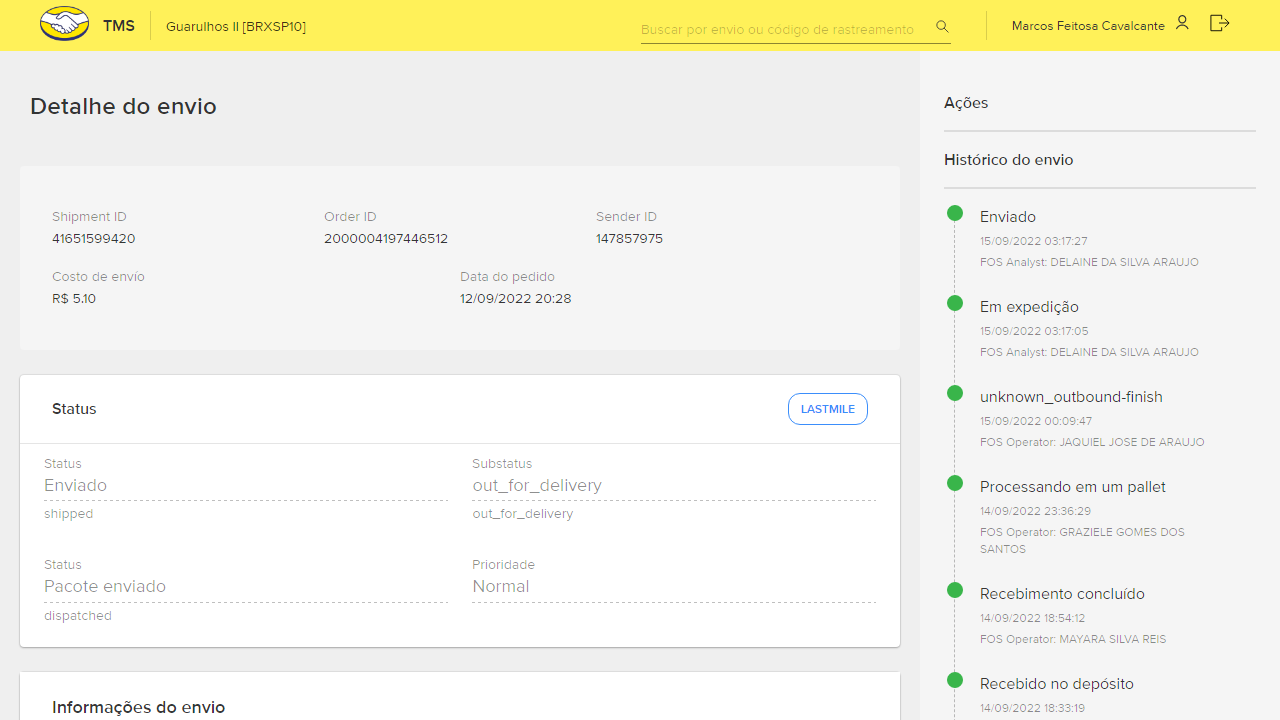 TMS
Guarulhos II [BRXSP10]
Buscar por envio ou código de rastreamento
Marcos Feitosa Cavalcante
Detalhe do envio
Shipment ID
41651599420
Order ID
2000004197446512
Sender ID
147857975
Costo de envío
R$ 5.10
Data do pedido
12/09/2022 20:28
Status
LASTMILE
Status
Enviado
shipped
Substatus
out_for_delivery
out_for_delivery
Status
Pacote enviado
dispatched
Prioridade
Normal
Informações do envio
Ações
Histórico do envio
Enviado
15/09/2022 03:17:27
FOS Analyst: DELAINE DA SILVA ARAUJO
Em expedição
15/09/2022 03:17:05
FOS Analyst: DELAINE DA SILVA ARAUJO
unknown_outbound-finish
15/09/2022 00:09:47
FOS Operator: JAQUIEL JOSE DE ARAUJO
Processando em um pallet
14/09/2022 23:36:29
FOS Operator: GRAZIELE GOMES DOS
SANTOS
Recebimento concluído
14/09/2022 18:54:12
FOS Operator: MAYARA SILVA REIS
Recebido no depósito
14/09/2022 18:33:19